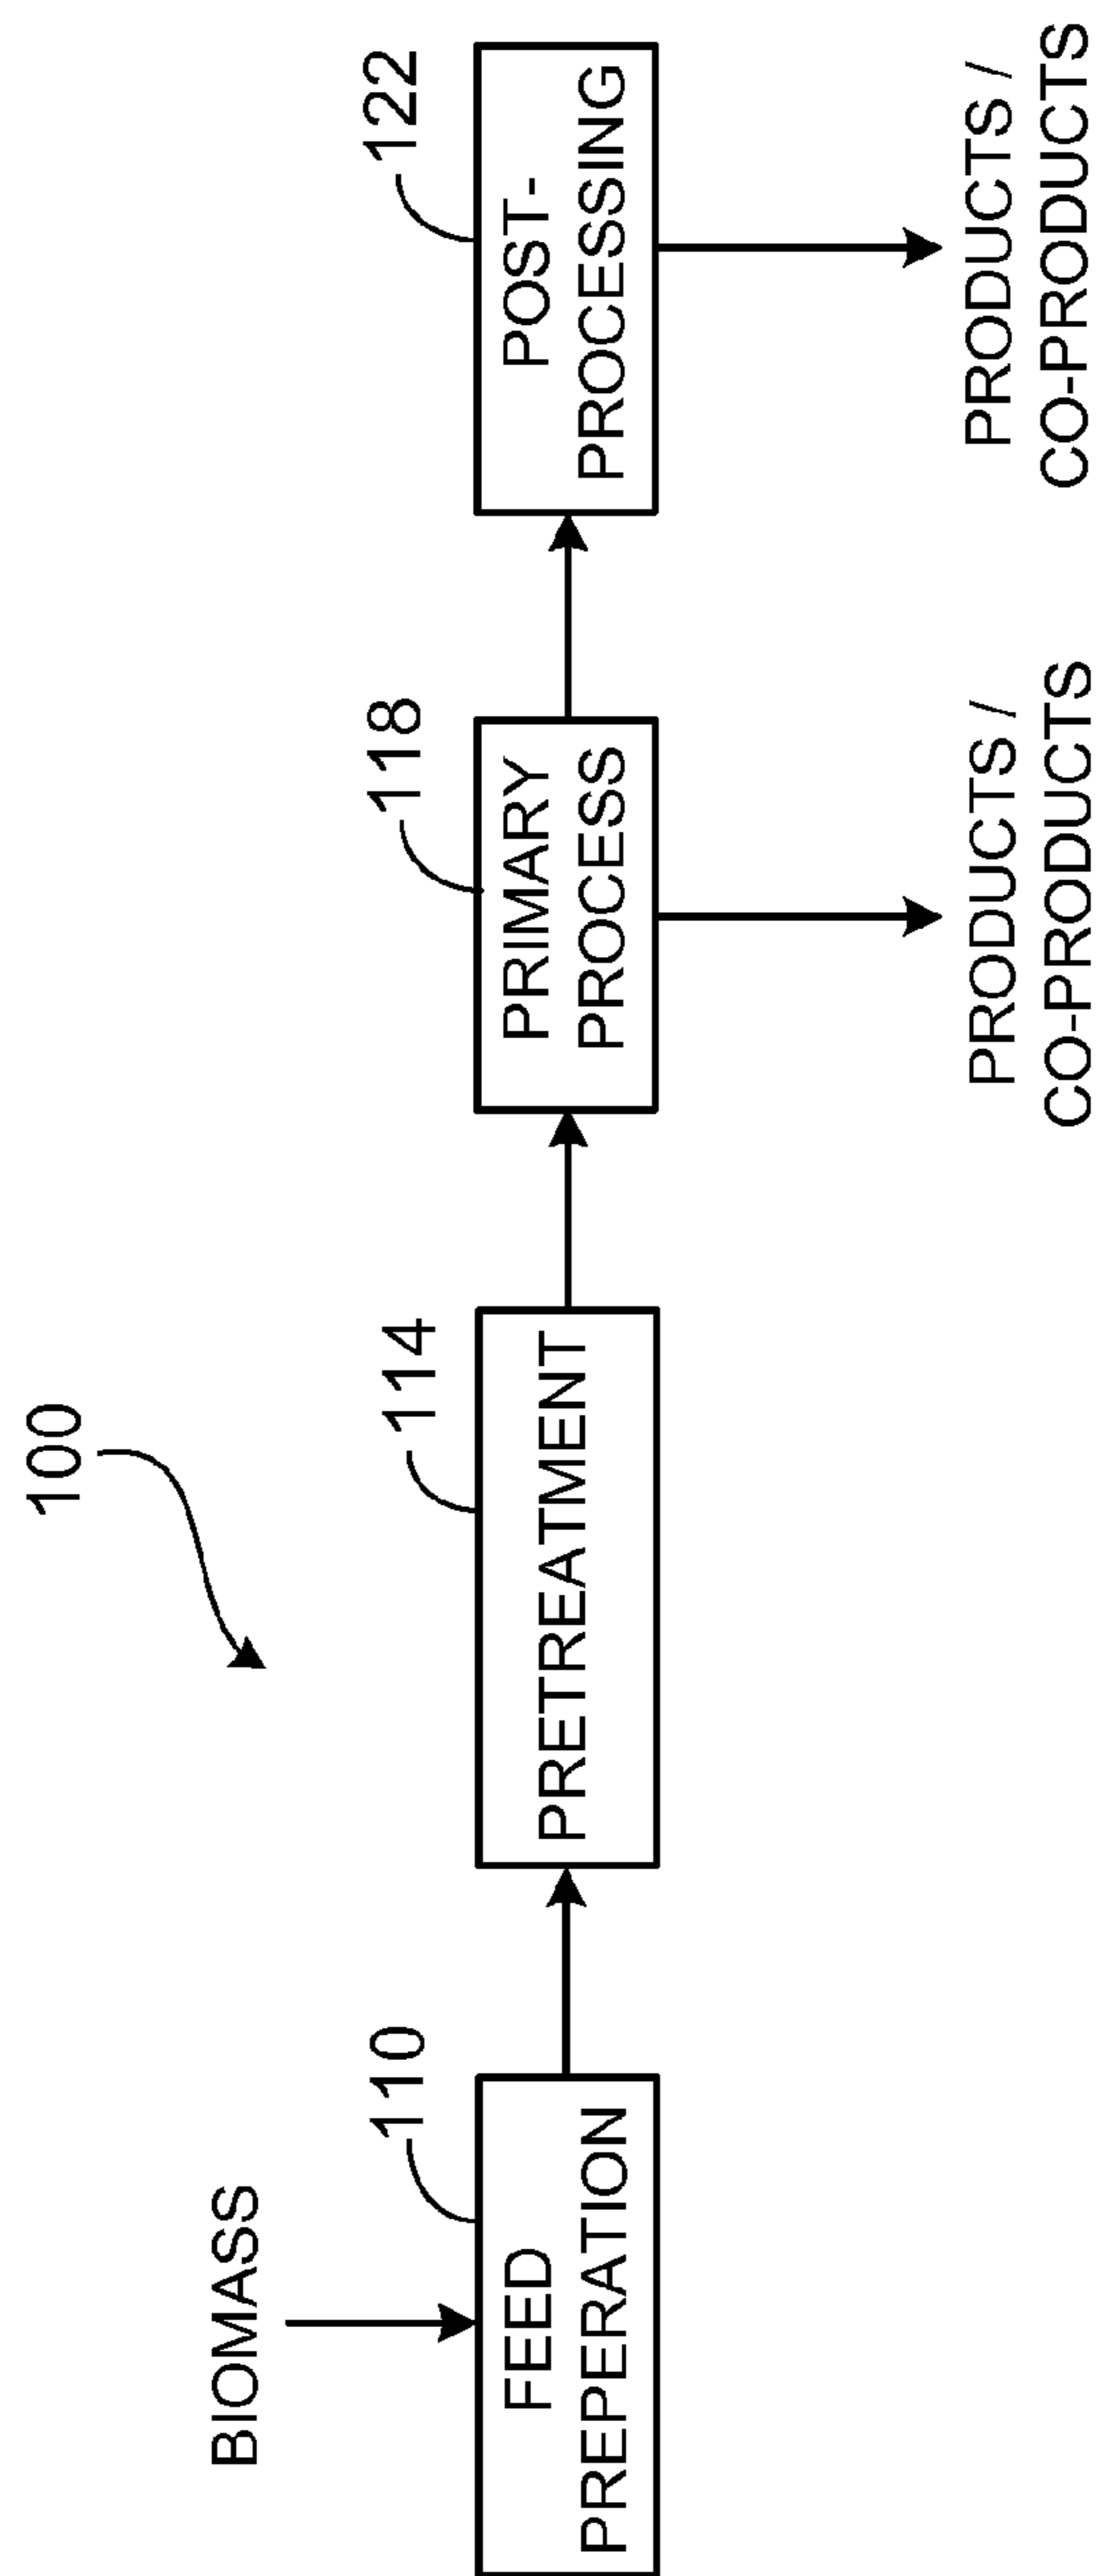 100
BIOMASS
110
FEED
PREPERATION
114
PRETREATMENT
118
PRIMARY
PROCESS
PRODUCTS /
CO-PRODUCTS
122
POST-
PROCESSING
PRODUCTS /
CO-PRODUCTS